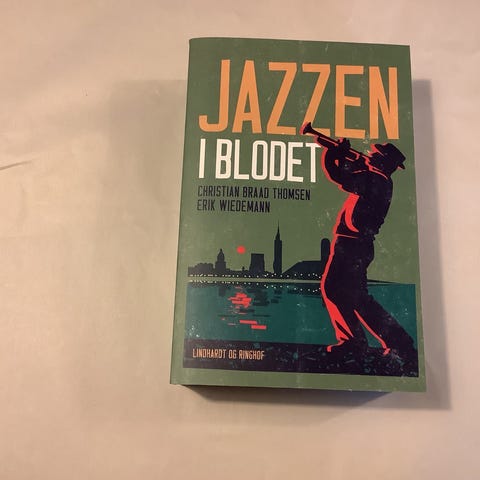 JAZZEN
I BLODET
CHRISTIAN BRAAD THOMSEN
ERIK WIEDEMANN
LINDHARDT OG RINGHOF